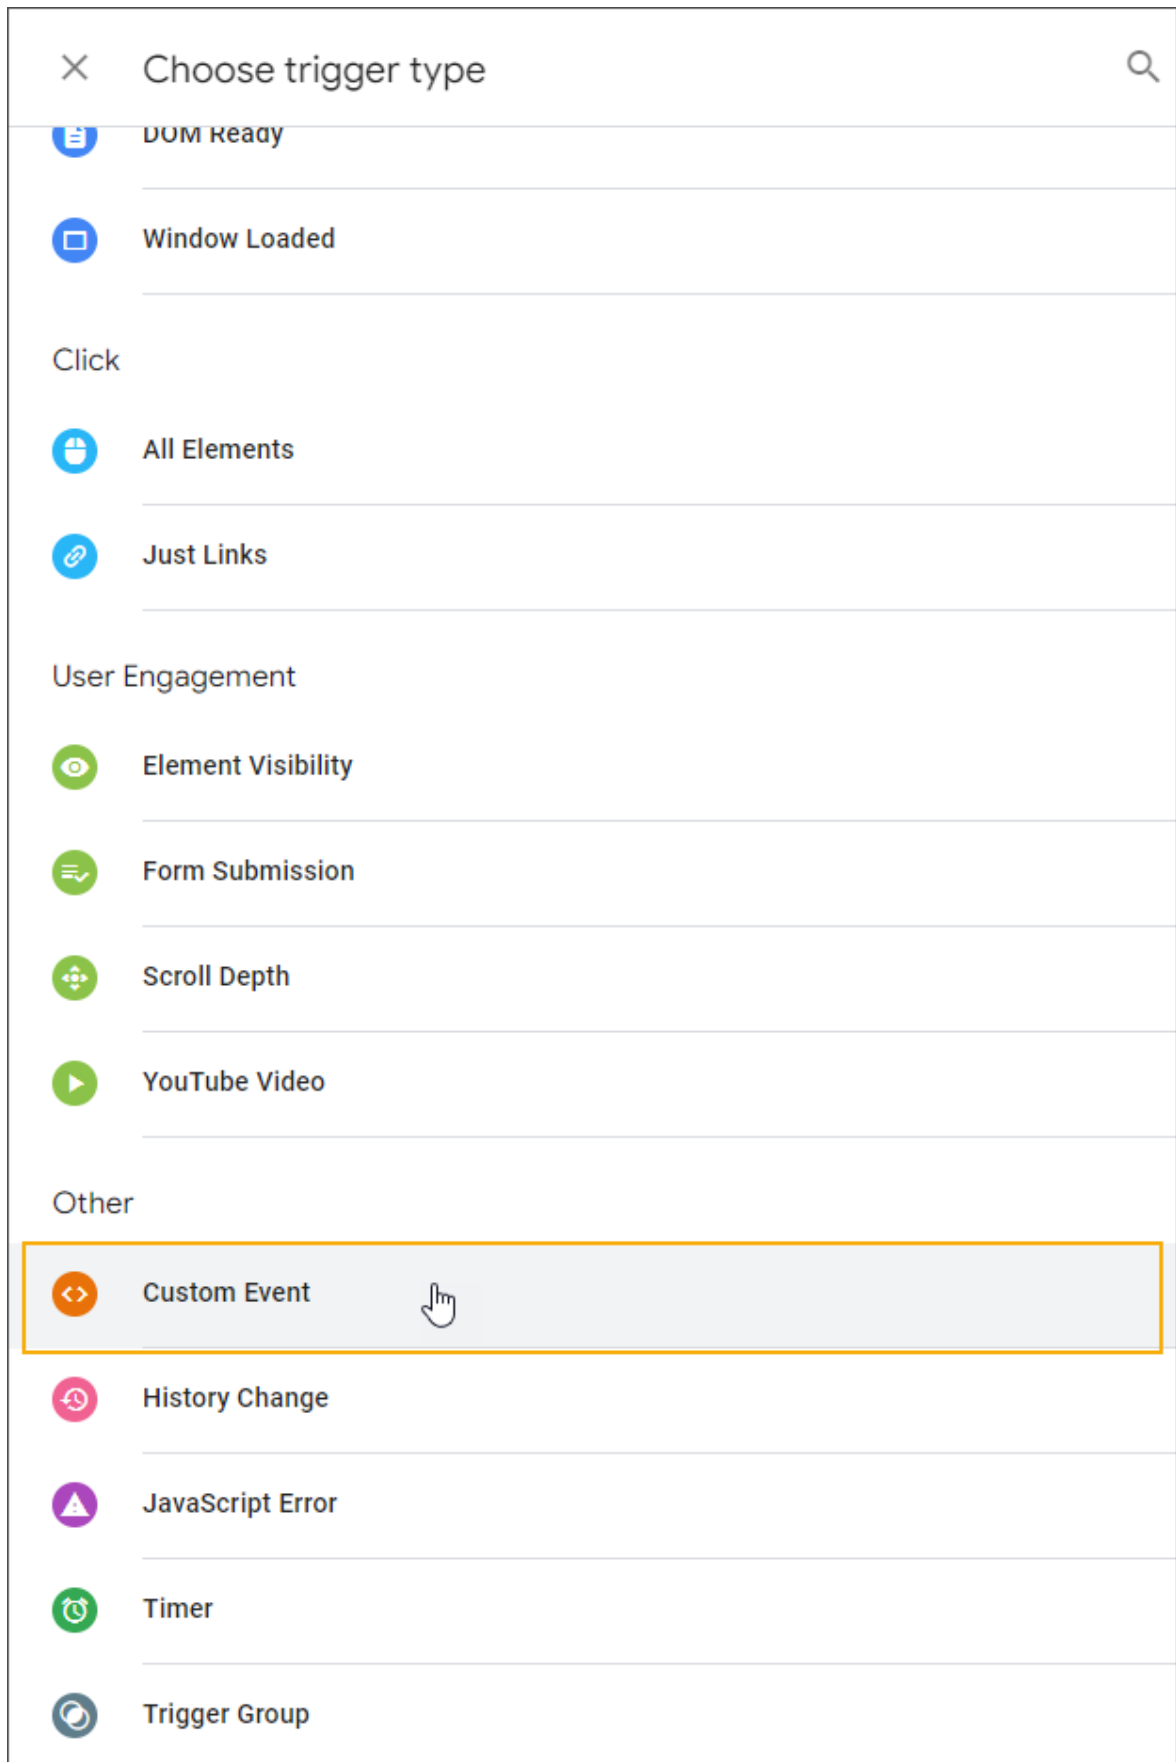 Choose trigger type
DOM Ready
Window Loaded
Click
All Elements
Just Links
User Engagement
Element Visibility
Form Submission
Scroll Depth
YouTube Video
Other
Custom Event
History Change
JavaScript Error
Timer
Trigger Group